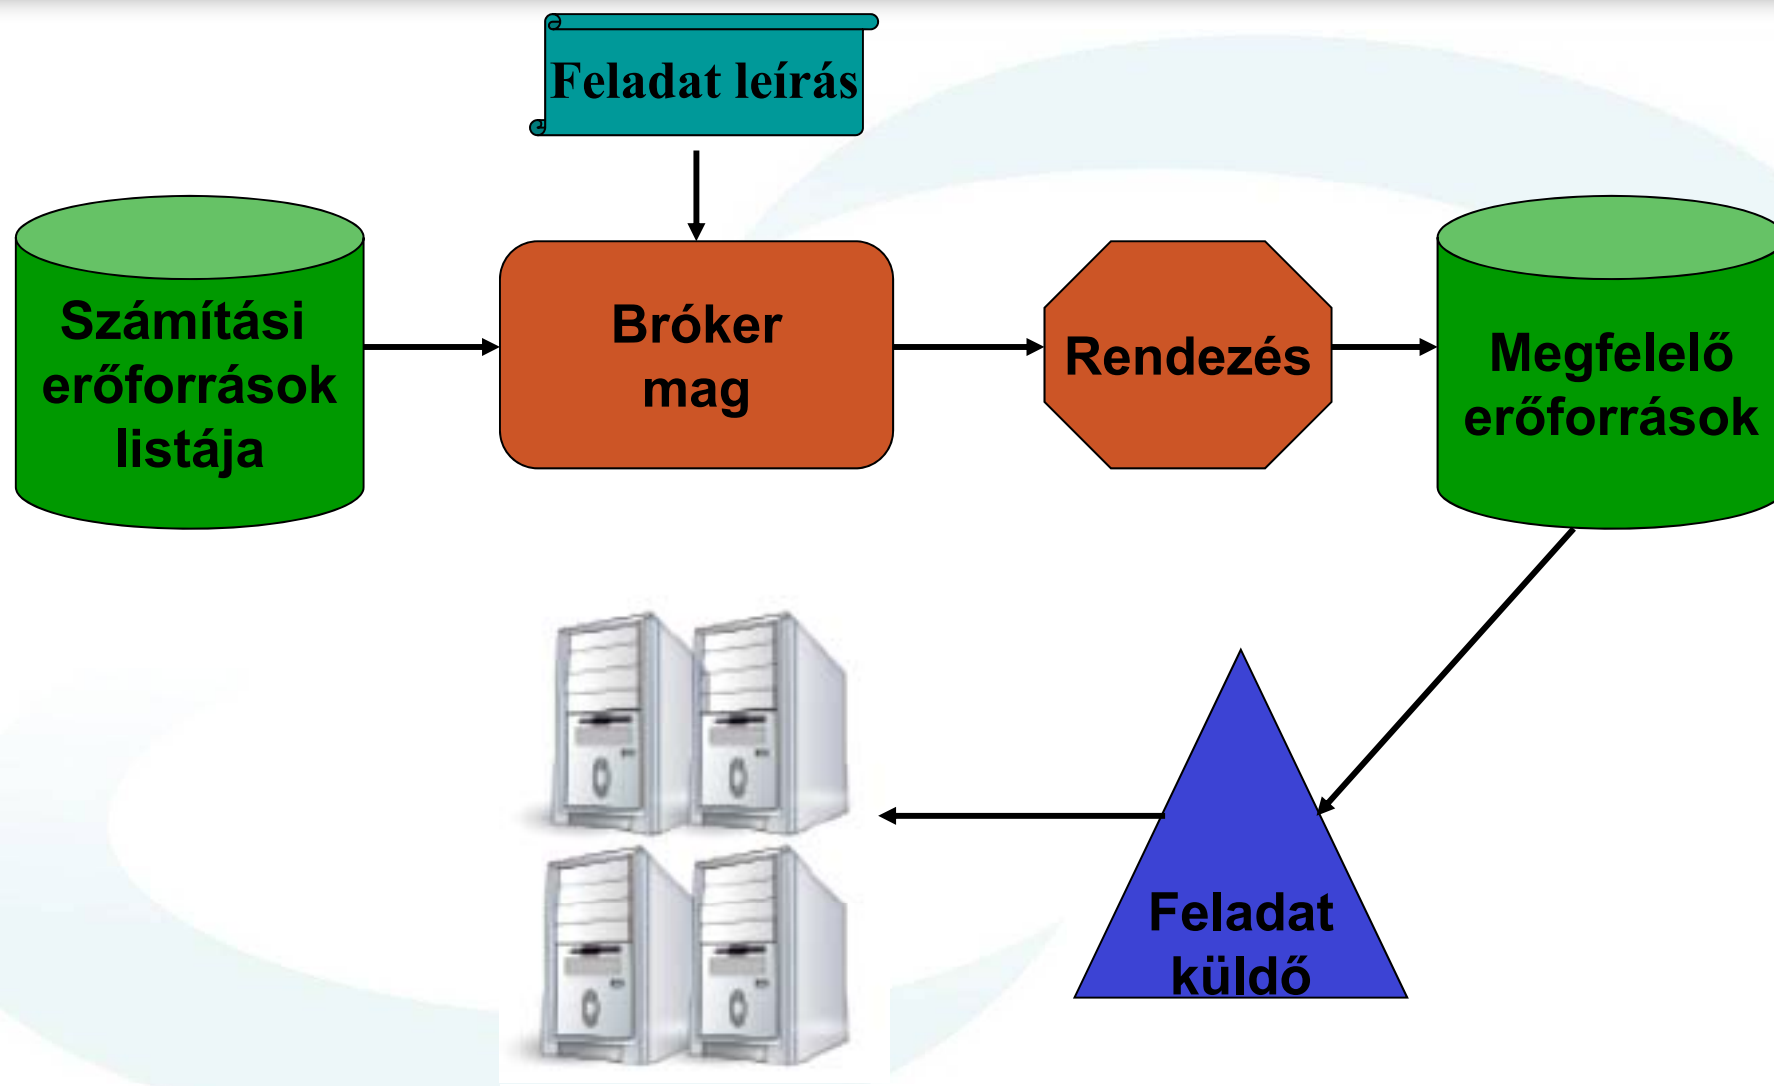 Feladat leírás
Számítási
erőforrások
listája
Bróker
mag
Rendezés
Megfelelő
erőforrások
Feladat
küldő